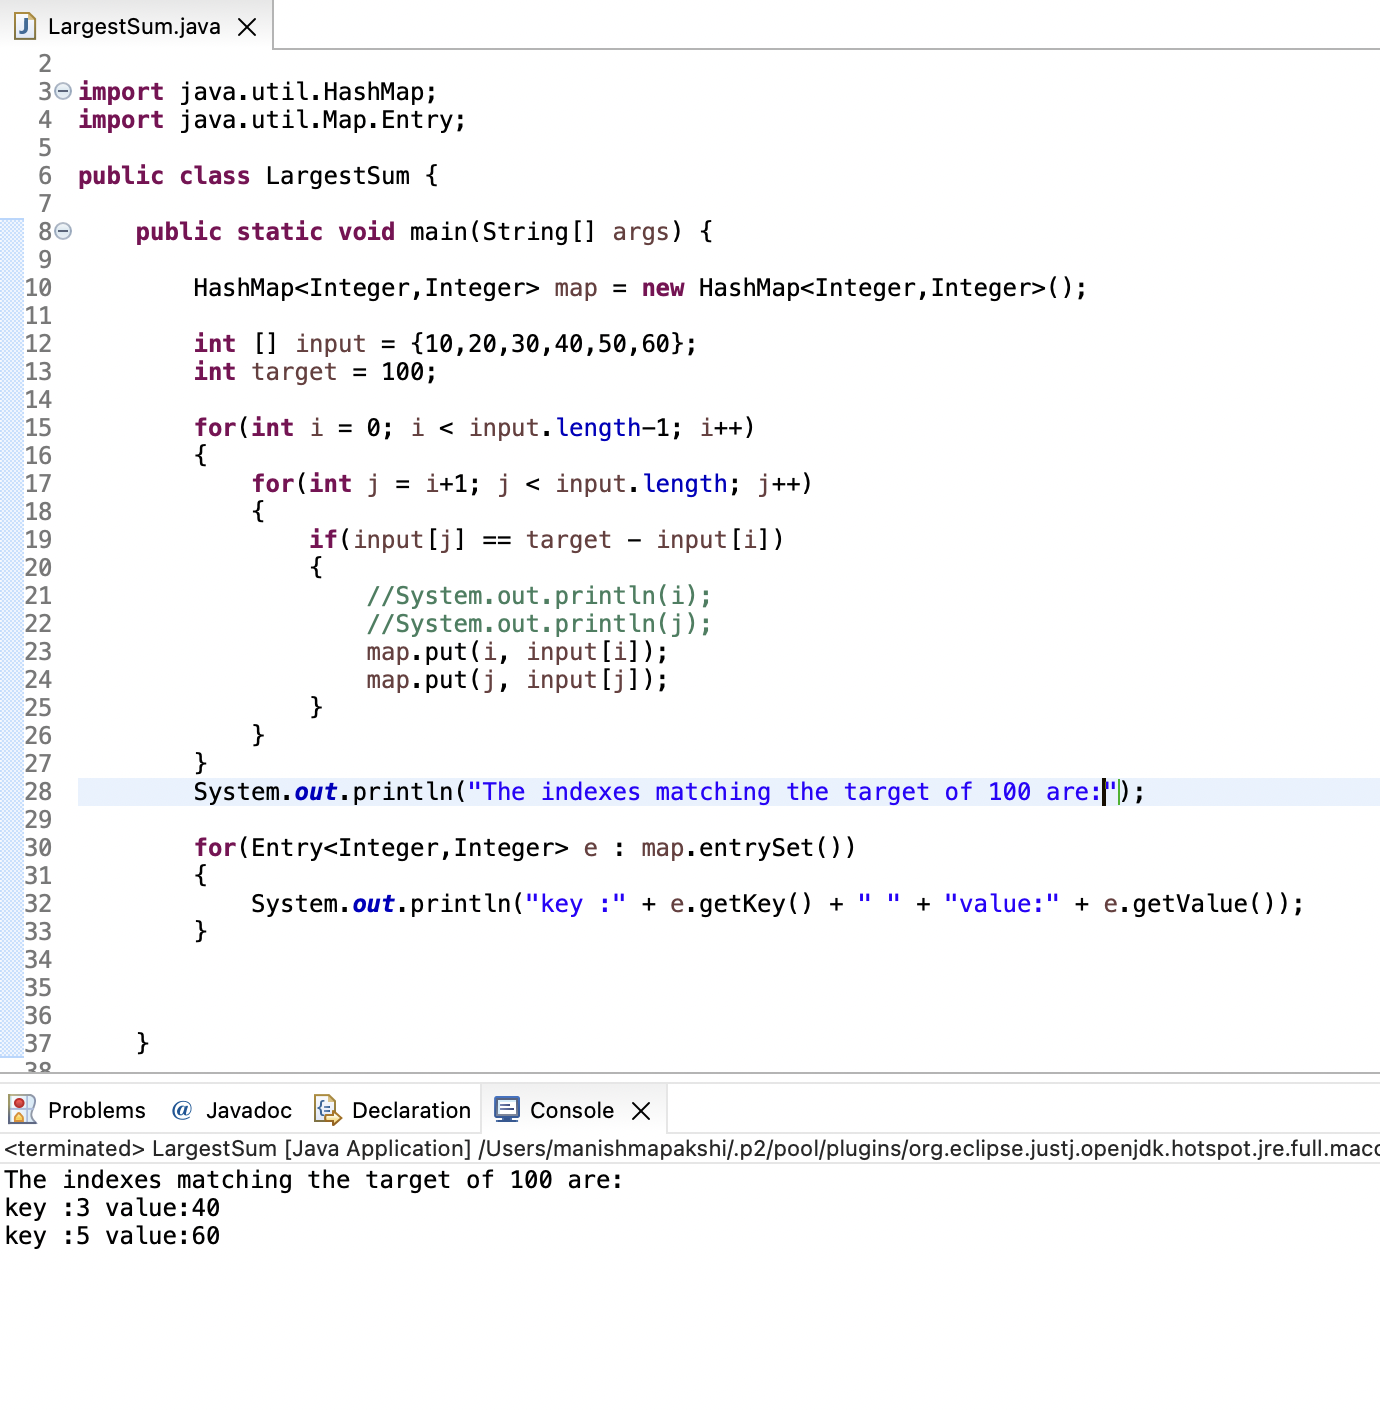 LargestSum.java
2
3 import java.util.HashMap;
4 import java.util.Map.Entry;
5
6 public class LargestSum {
7
8 public static void main(String[] args) {
9
10 HashMap<Integer,Integer> map = new HashMap<Integer,Integer>();
11
12 int [] input = {10,20,30,40,50,60};
13 int target = 100;
14
15 for(int i = 0; i < input.length-1; i++)
16 {
17 for(int j = i+1; j < input.length; j++)
18 {
19 if(input[j] == target - input[i])
20 {
21 //System.out.println(i);
22 //System.out.println(j);
23 map.put(i, input[i]);
24 map.put(j, input[j]);
25 }
26 }
27 }
28 System.out.println("The indexes matching the target of 100 are:");
29
30 for(Entry<Integer,Integer> e : map.entrySet())
31 {
32 System.out.println("key :" + e.getKey() + " " + "value:" + e.getValue());
33 }
34
35
36
37 }
38
Problems @ Javadoc Declaration Console
<terminated> LargestSum [Java Application] /Users/manishmapakshi/.p2/pool/plugins/org.eclipse.justj.openjdk.hotspot.jre.full.mac
The indexes matching the target of 100 are:
key :3 value:40
key :5 value:60